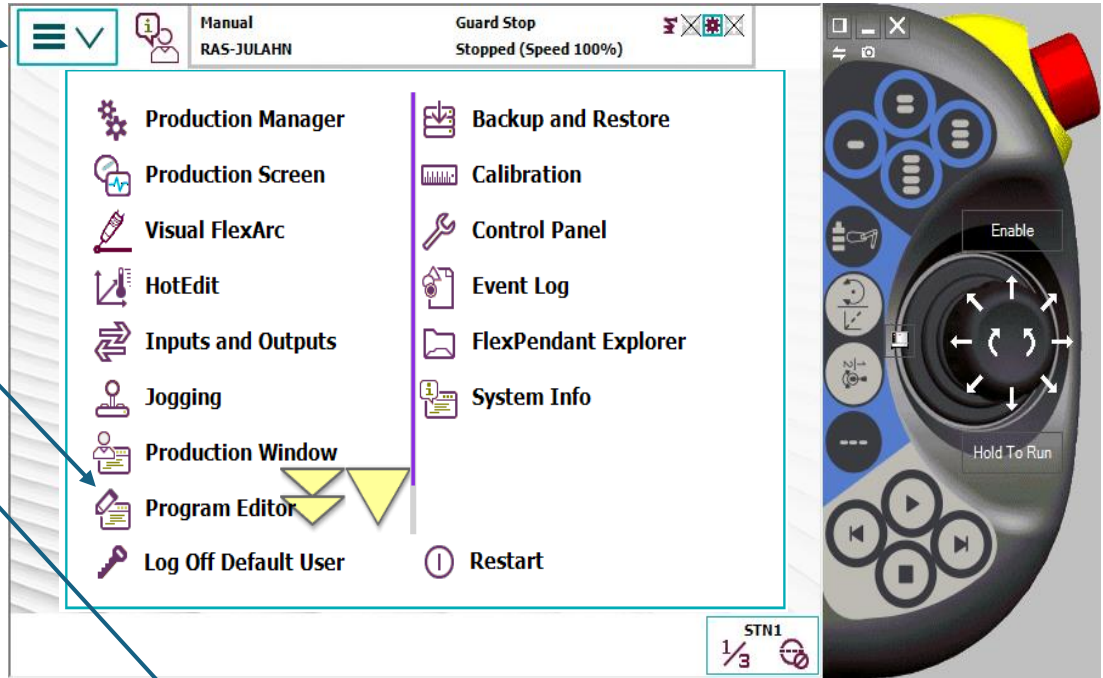 Manual
Guard Stop
RAS-JULAHN
Stopped (Speed 100%)
Production Manager
Backup and Restore
Production Screen
Calibration
Visual FlexArc
Control Panel
HotEdit
Event Log
Inputs and Outputs
FlexPendant Explorer
Jogging
System Info
Production Window
Program Editor
Log Off Default User
Restart
STN1
1/3
Enable
Hold To Run
1/2